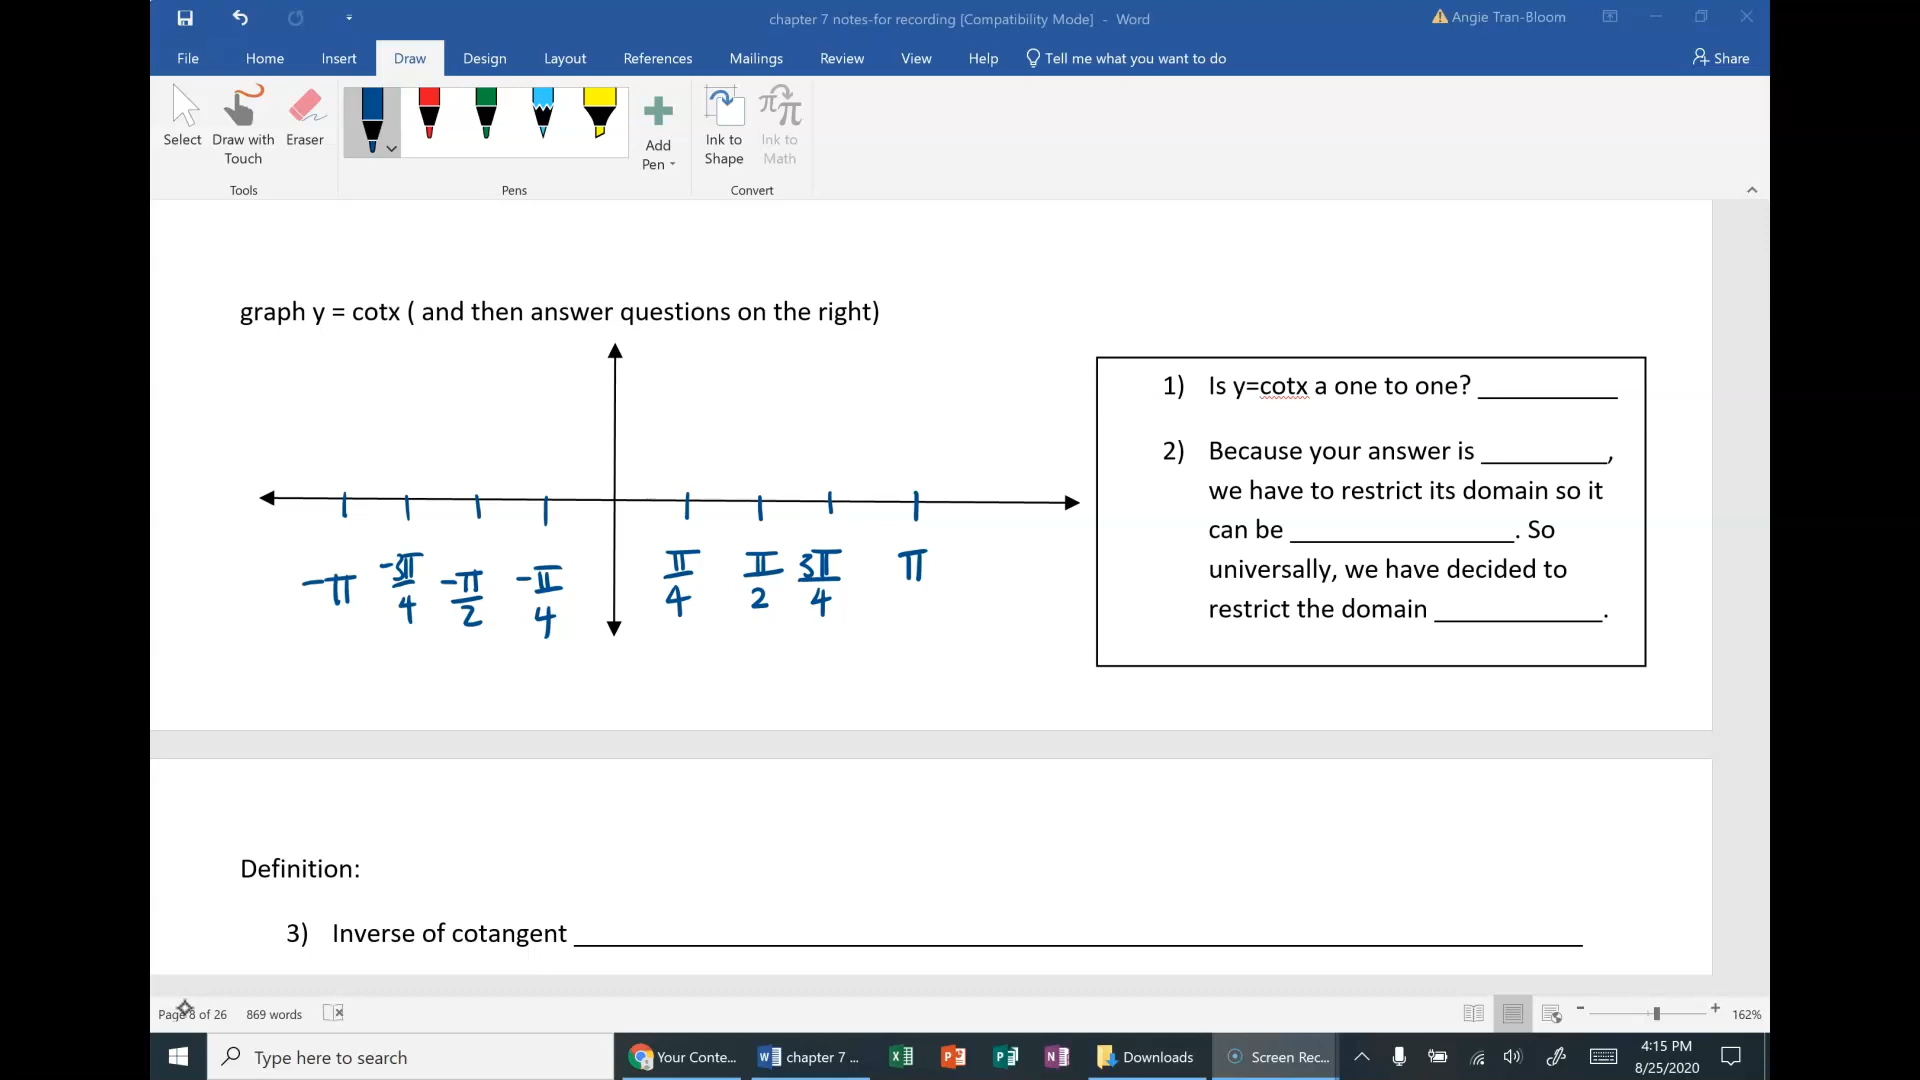 chapter 7 notes-for recording [Compatibility Mode] - Word
Angie Tran-Bloom
File Home Insert Draw Design Layout References Mailings Review View Help Tell me what you want to do Share
Select Draw with Touch Eraser Add Pen Ink to Shape Ink to Math
Tools Pens Convert
graph y = cotx ( and then answer questions on the right)
-π -3π/4 -π/2 -π/4 π/4 π/2 3π/4 π
1) Is y=cotx a one to one? __________
2) Because your answer is _________,
we have to restrict its domain so it
can be ________________. So
universally, we have decided to
restrict the domain ____________.
Definition:
3) Inverse of cotangent ________________________________________
Page 8 of 26 869 words 162%
Type here to search Your Conte... chapter 7 ... Downloads Screen Rec... 4:15 PM
8/25/2020